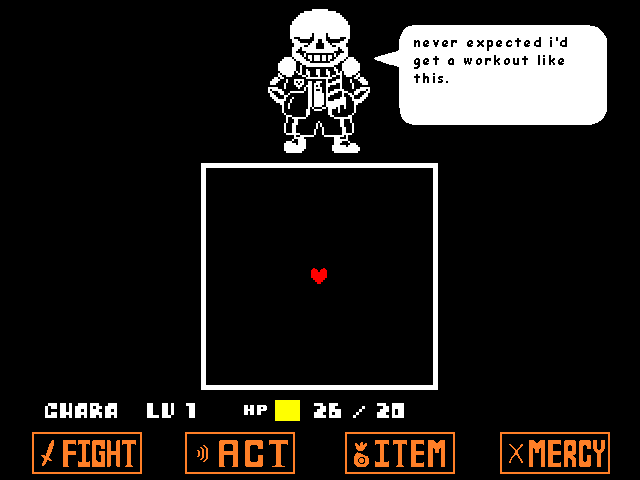 never expected i'd
get a workout like
this.
CHARA LV 1 HP 26 / 20
FIGHT ACT ITEM MERCY